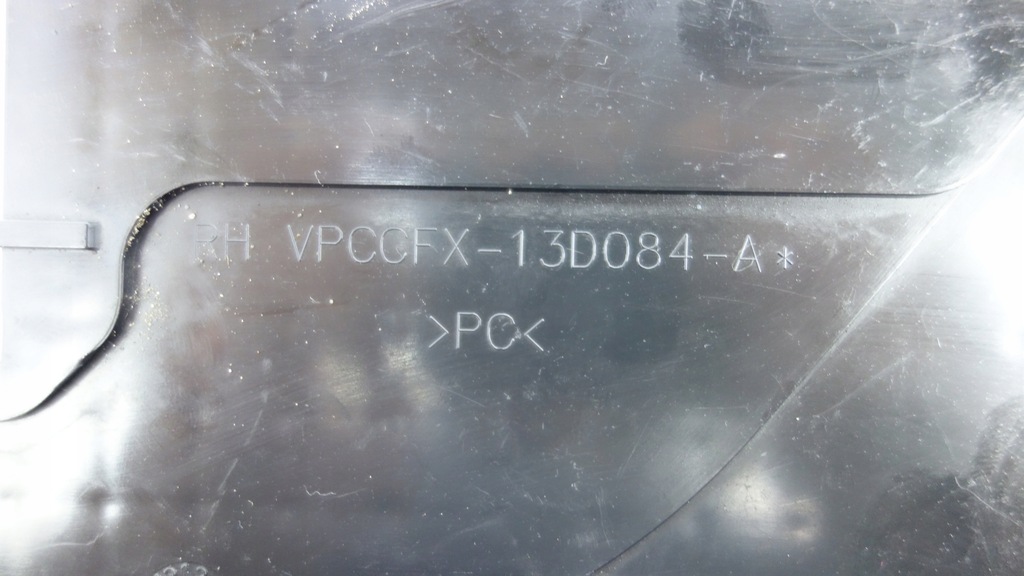 RH VPCCFX-13D084-A*
>PC<